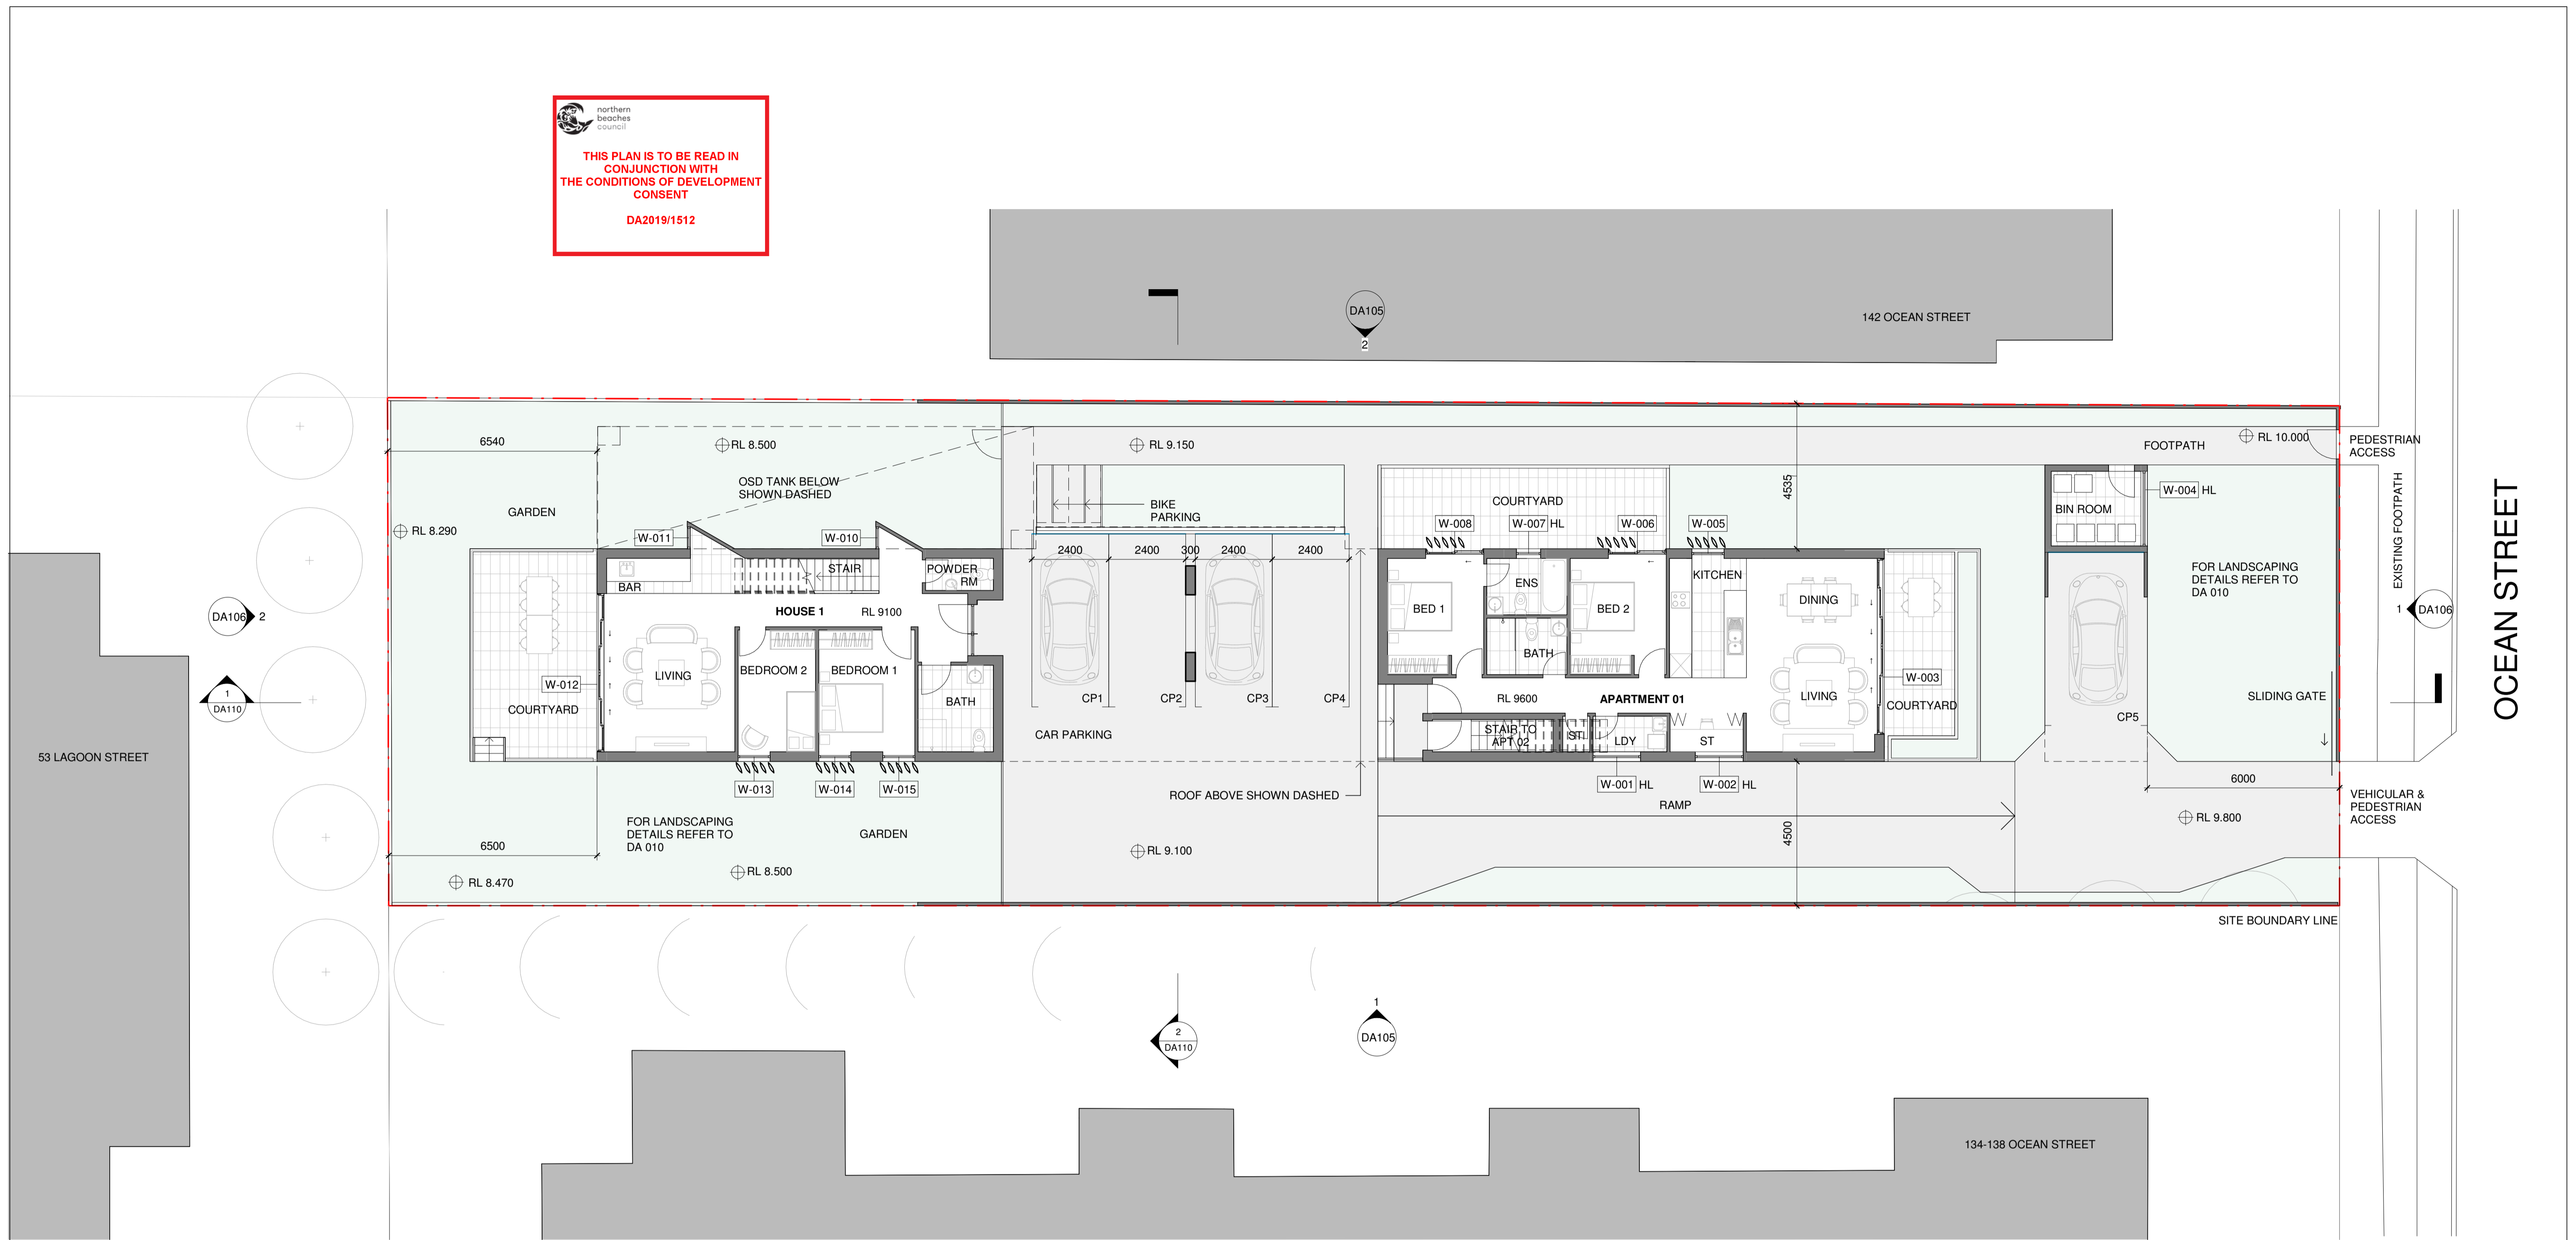 northern
beaches
council
THIS PLAN IS TO BE READ IN
CONJUNCTION WITH
THE CONDITIONS OF DEVELOPMENT
CONSENT
DA2019/1512
142 OCEAN STREET
DA105
2
6540
RL 8.500
RL 9.150
FOOTPATH
RL 10.000
PEDESTRIAN
ACCESS
OSD TANK BELOW
SHOWN DASHED
GARDEN
RL 8.290
BIKE
PARKING
COURTYARD
4535
W-004 HL
BIN ROOM
EXISTING FOOTPATH
OCEAN STREET
W-011
W-010
W-008
W-007 HL
W-006
W-005
2400
2400
300
2400
2400
STAIR
POWDER
RM
BAR
HOUSE 1
RL 9100
BED 1
ENS
BED 2
KITCHEN
DINING
FOR LANDSCAPING
DETAILS REFER TO
DA 010
DA106
2
1
DA106
BATH
BEDROOM 2
BEDROOM 1
LIVING
W-012
COURTYARD
BATH
CP1
CP2
CP3
CP4
RL 9600
APARTMENT 01
LIVING
W-003
COURTYARD
CP5
SLIDING GATE
1
DA110
CAR PARKING
STAIR TO
APT 02
ST
LDY
ST
53 LAGOON STREET
W-013
W-014
W-015
ROOF ABOVE SHOWN DASHED
W-001 HL
W-002 HL
RAMP
6000
VEHICULAR &
PEDESTRIAN
ACCESS
RL 9.800
FOR LANDSCAPING
DETAILS REFER TO
DA 010
GARDEN
4500
6500
RL 9.100
RL 8.500
RL 8.470
SITE BOUNDARY LINE
2
DA110
1
DA105
134-138 OCEAN STREET